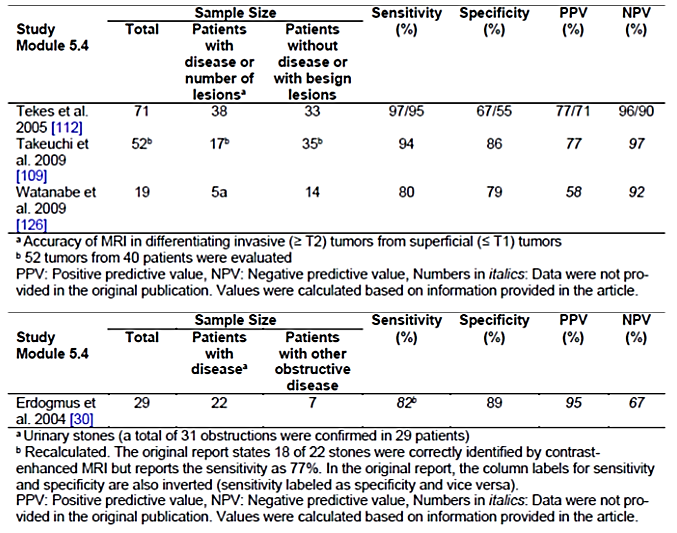 Study Module 5.4 Sample Size Sensitivity (%) Specificity (%) PPV (%) NPV (%)
Total Patients with disease or number of lesionsa Patients without disease or with besign lesions
Tekes et al. 2005 [112] 71 38 33 97/95 67/55 77/71 96/90
Takeuchi et al. 2009 [109] 52b 17b 35b 94 86 77 97
Watanabe et al. 2009 [126] 19 5a 14 80 79 58 92
a Accuracy of MRI in differentiating invasive (≥ T2) tumors from superficial (≤ T1) tumors
b 52 tumors from 40 patients were evaluated
PPV: Positive predictive value, NPV: Negative predictive value, Numbers in italics: Data were not pro-
vided in the original publication. Values were calculated based on information provided in the article.
Study Module 5.4 Sample Size Sensitivity (%) Specificity (%) PPV (%) NPV (%)
Total Patients with diseasea Patients with other obstructive disease
Erdogmus et al. 2004 [30] 29 22 7 82b 89 95 67
a Urinary stones (a total of 31 obstructions were confirmed in 29 patients)
b Recalculated. The original report states 18 of 22 stones were correctly identified by contrast-
enhanced MRI but reports the sensitivity as 77%. In the original report, the column labels for sensitivity
and specificity are also inverted (sensitivity labeled as specificity and vice versa).
PPV: Positive predictive value, NPV: Negative predictive value, Numbers in italics: Data were not pro-
vided in the original publication. Values were calculated based on information provided in the article.